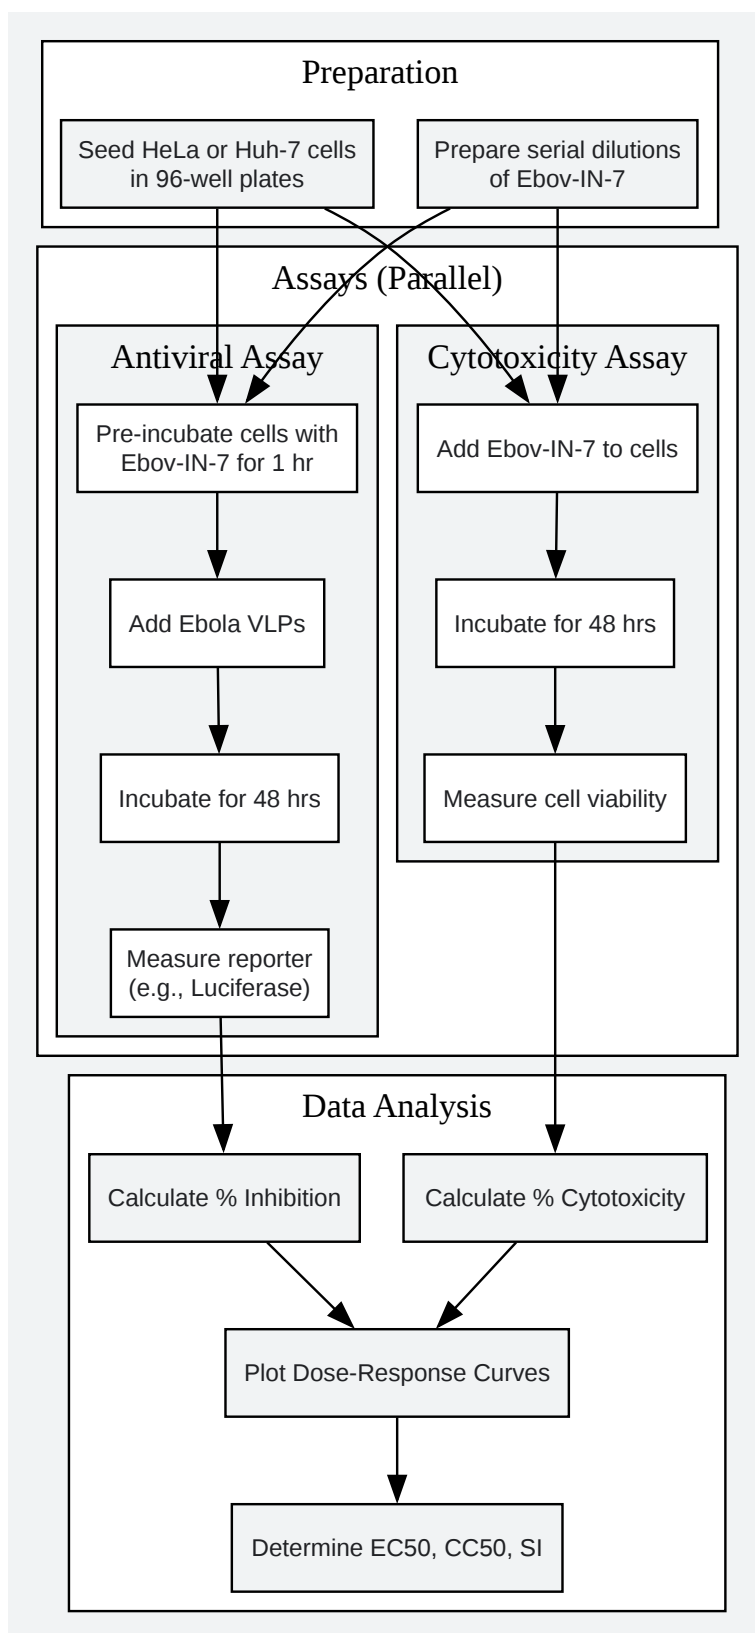 Preparation
Seed HeLa or Huh-7 cells
in 96-well plates
Prepare serial dilutions
of Ebov-IN-7
Assays (Parallel)
Antiviral Assay
Pre-incubate cells with
Ebov-IN-7 for 1 hr
Add Ebola VLPs
Incubate for 48 hrs
Measure reporter
(e.g., Luciferase)
Cytotoxicity Assay
Add Ebov-IN-7 to cells
Incubate for 48 hrs
Measure cell viability
Data Analysis
Calculate % Inhibition
Calculate % Cytotoxicity
Plot Dose-Response Curves
Determine EC50, CC50, SI